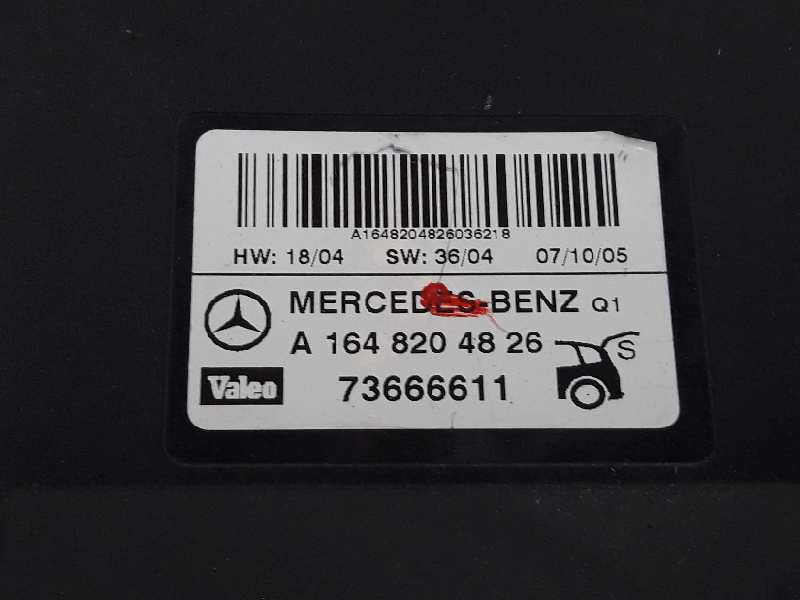 A1648204826036218
HW: 18/04 SW: 36/04 07/10/05
MERCEDES-BENZ Q1
A 164 820 48 26
S
Valeo 73666611